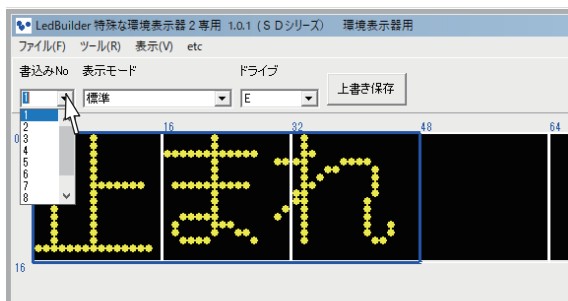 LedBuilder 特殊な環境表示器 2 専用 1.0.1 ( S Dシリーズ) 環境表示器用
ファイル(F) ツール(R) 表示(V) etc
書込みNo 表示モード ドライブ
1 標準 E 上書き保存
1
2
3
4
5
6
7
8
0 16 32 48 64
止まれ
16